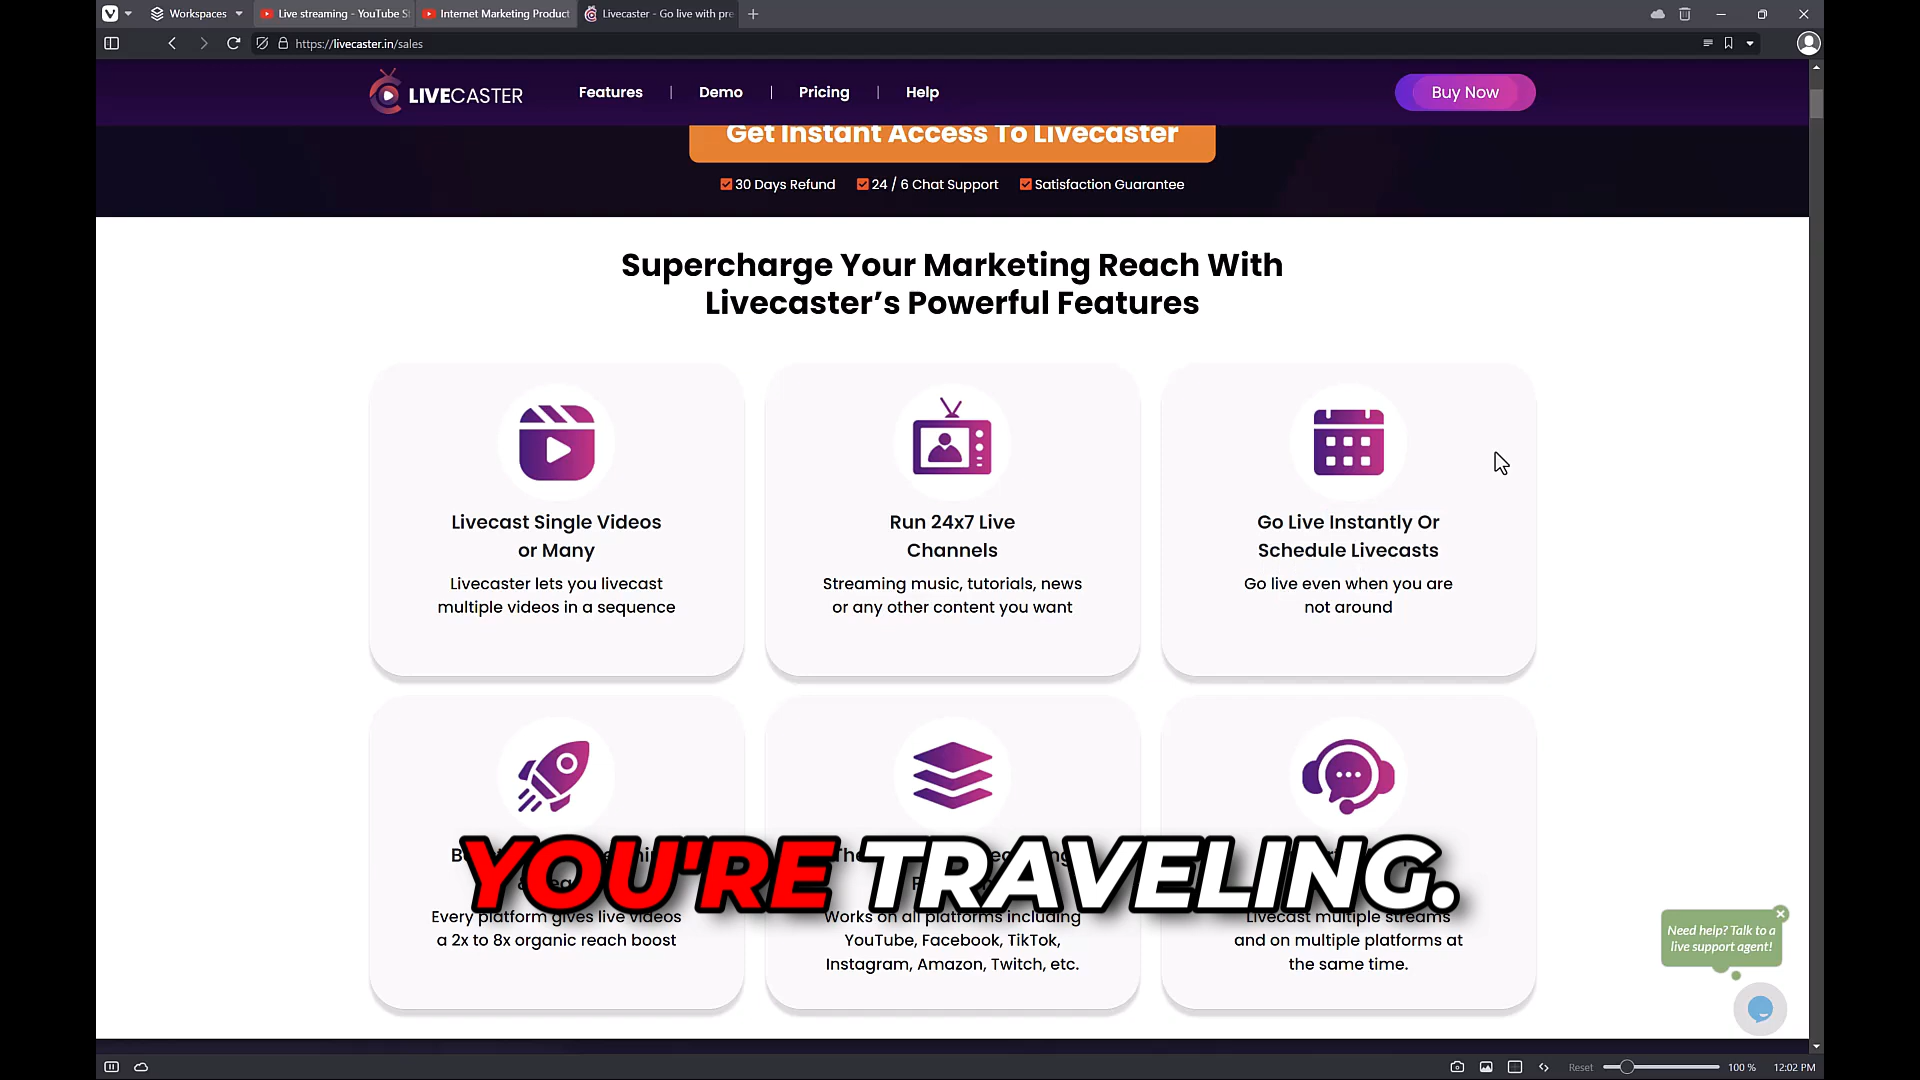 Workspaces
Live streaming - YouTube S
Internet Marketing Product
Livecaster - Go live with pre
https://livecaster.in/sales
LIVECASTER
Features | Demo | Pricing | Help
Buy Now
Get Instant Access To Livecaster
30 Days Refund
24 / 6 Chat Support
Satisfaction Guarantee
Supercharge Your Marketing Reach With
Livecaster's Powerful Features
Livecast Single Videos
or Many
Livecaster lets you livecast
multiple videos in a sequence
Run 24x7 Live
Channels
Streaming music, tutorials, news
or any other content you want
Go Live Instantly Or
Schedule Livecasts
Go live even when you are
not around
YOU'RE TRAVELING.
Every platform gives live videos
a 2x to 8x organic reach boost
Works on all platforms including
YouTube, Facebook, TikTok,
Instagram, Amazon, Twitch, etc.
Livecast multiple streams
and on multiple platforms at
the same time.
Need help? Talk to a
live support agent!
Reset
100 %
12:02 PM